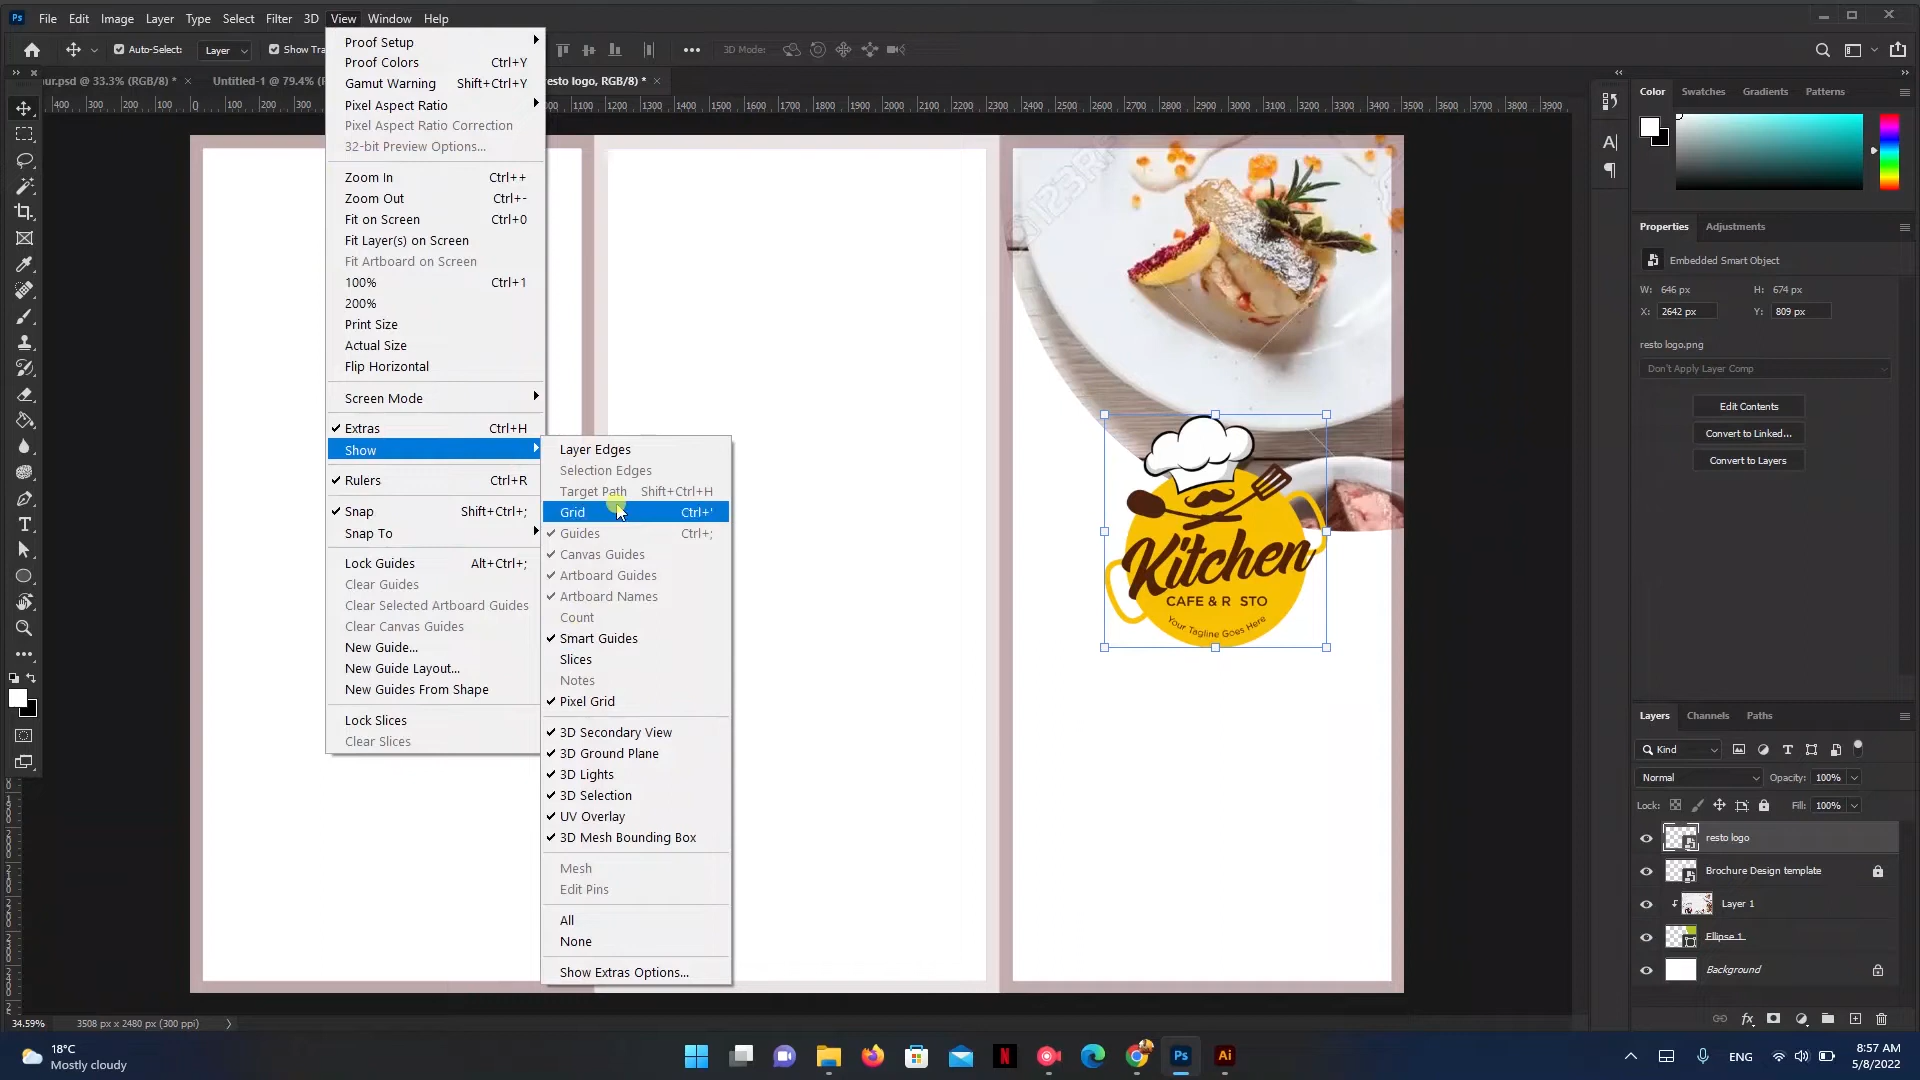 Ps File Edit Image Layer Type Select Filter 3D View Window Help
Auto-Select: Layer Show Tra 3D Mode:
ur.psd @ 33.3% (RGB/8) * × Untitled-1 @ 79.4% esto logo, RGB/8) * ×
400 300 200 100 0 100 200 300 1100 1200 1300 1400 1500 1600 1700 1800 1900 2000 2100 2200 2300 2400 2500 2600 2700 2800 2900 3000 3100 3200 3300 3400 3500 3600 3700 3800 3900
Proof Setup
Proof Colors Ctrl+Y
Gamut Warning Shift+Ctrl+Y
Pixel Aspect Ratio
Pixel Aspect Ratio Correction
32-bit Preview Options...
Zoom In Ctrl++
Zoom Out Ctrl+-
Fit on Screen Ctrl+0
Fit Layer(s) on Screen
Fit Artboard on Screen
100% Ctrl+1
200%
Print Size
Actual Size
Flip Horizontal
Screen Mode
Extras Ctrl+H
Show
Rulers Ctrl+R
Snap Shift+Ctrl+;
Snap To
Lock Guides Alt+Ctrl+;
Clear Guides
Clear Selected Artboard Guides
Clear Canvas Guides
New Guide...
New Guide Layout...
New Guides From Shape
Lock Slices
Clear Slices
Layer Edges
Selection Edges
Target Path Shift+Ctrl+H
Grid Ctrl+'
Guides Ctrl+;
Canvas Guides
Artboard Guides
Artboard Names
Count
Smart Guides
Slices
Notes
Pixel Grid
3D Secondary View
3D Ground Plane
3D Lights
3D Selection
UV Overlay
3D Mesh Bounding Box
Mesh
Edit Pins
All
None
Show Extras Options...
123RF
Kitchen
CAFE & R STO
Your Tagline Goes Here
Color Swatches Gradients Patterns
Properties Adjustments
Embedded Smart Object
W: 646 px H: 674 px
X: 2642 px Y: 809 px
resto logo.png
Don't Apply Layer Comp
Edit Contents
Convert to Linked...
Convert to Layers
Layers Channels Paths
Kind
Normal Opacity: 100%
Lock: Fill: 100%
resto logo
Brochure Design template
Layer 1
Ellipse 1
Background
34.59% 3508 px x 2480 px (300 ppi)
18°C
Mostly cloudy
N Ps Ai
ENG
8:57 AM
5/8/2022